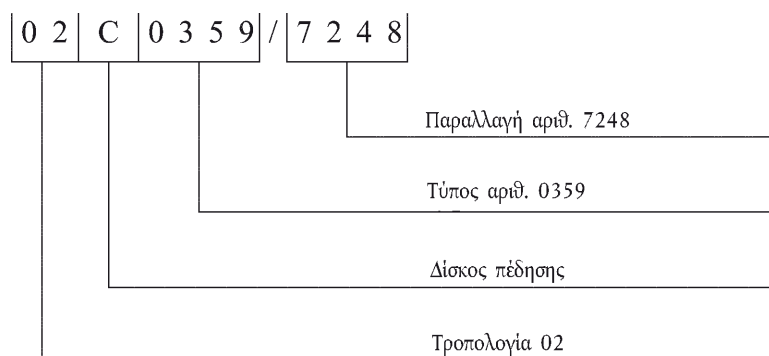 0 2 C 0 3 5 9 / 7 2 4 8
Παραλλαγή αριθ. 7248
Τύπος αριθ. 0359
Δίσκος πέδησης
Τροπολογία 02